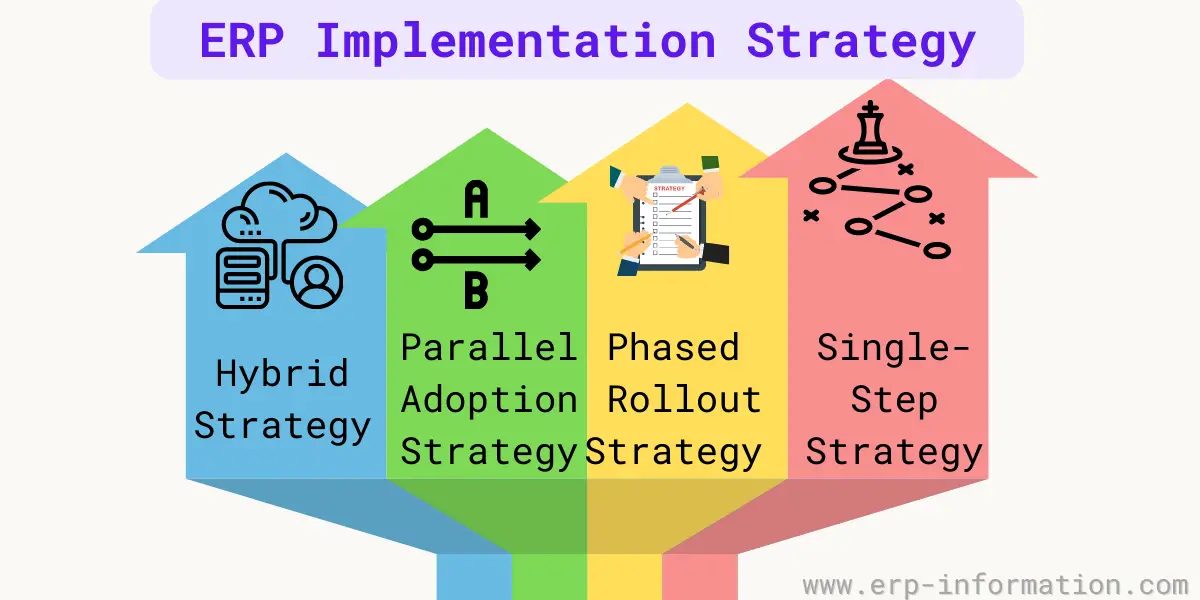 ERP Implementation Strategy
A
B
STRATEGY
Hybrid
Strategy
Parallel
Adoption
Strategy
Phased
Rollout
Strategy
Single-
Step
Strategy
www.erp-information.com